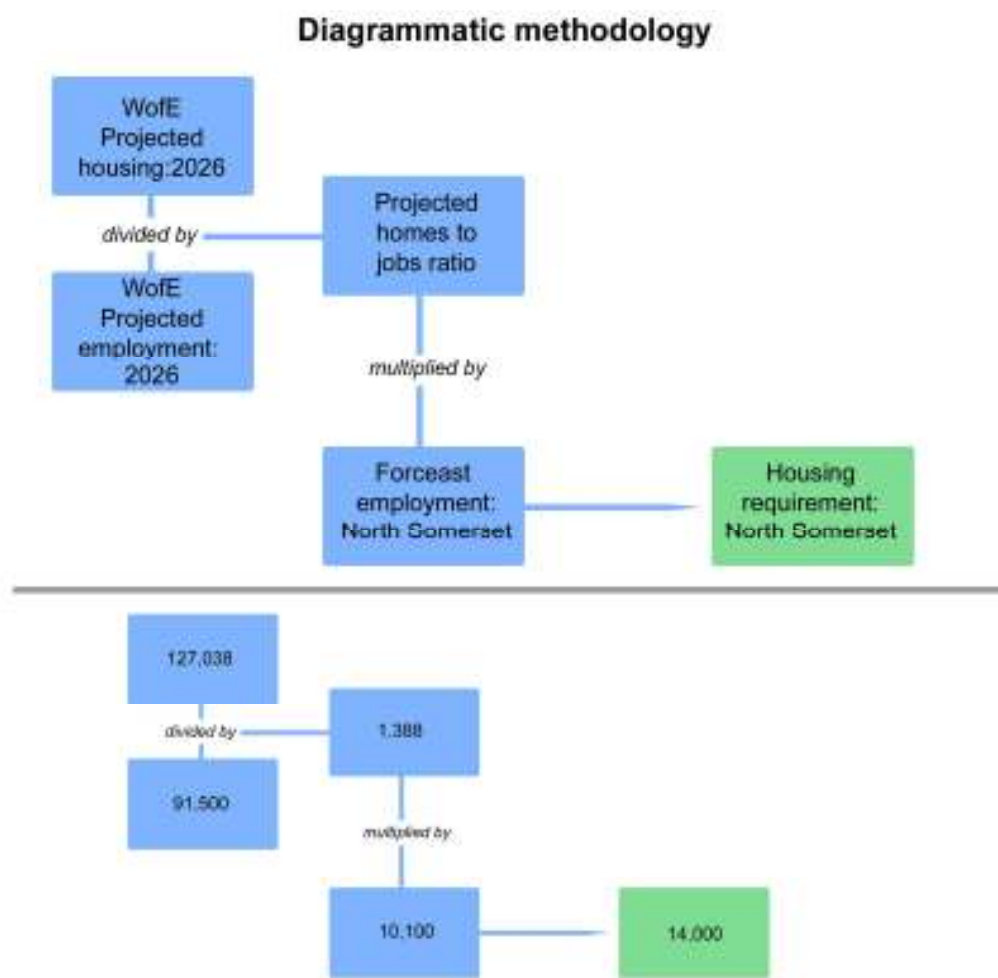 Diagrammatic methodology
WofE
Projected
housing:2026
divided by
WofE
Projected
employment:
2026
Projected
homes to
jobs ratio
multiplied by
Forceast
employment:
North Somerset
Housing
requirement:
North Somerset
127,038
divided by
91,500
1.388
multiplied by
10,100
14,000